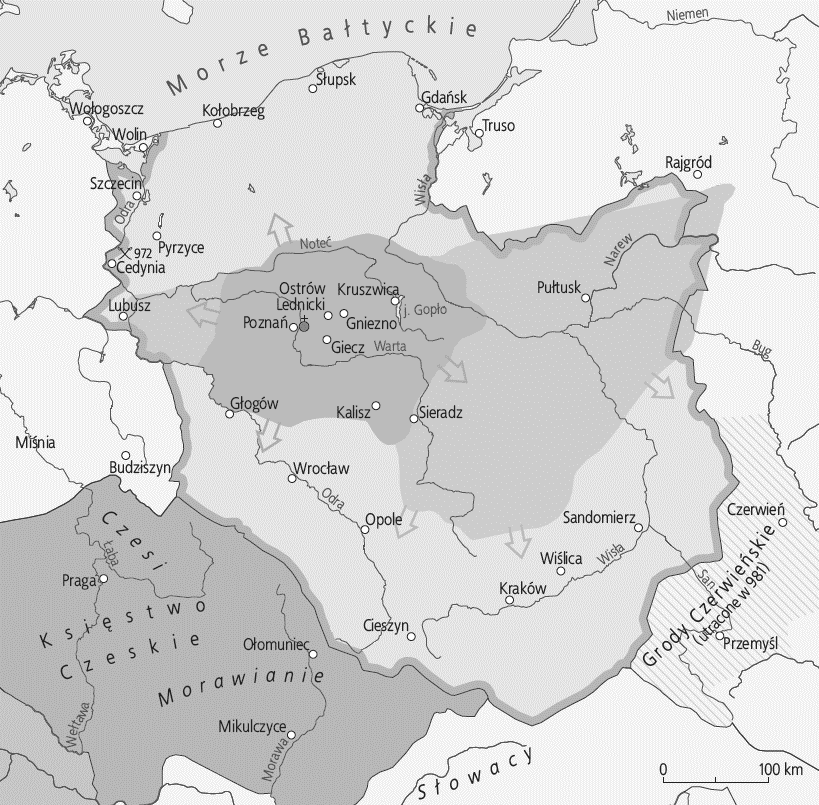 Morze Bałtyckie
Niemen
Słupsk
Wołogoszcz
Kołobrzeg
Gdańsk
Wolin
Truso
Rajgród
Szczecin
Odra
Wisła
Pyrzyce
972
Cedynia
Noteć
Narew
Lubusz
Ostrów
Lednicki
Kruszwica
Pułtusk
j. Gopło
Poznań
Gniezno
Giecz
Warta
Bug
Głogów
Kalisz
Sieradz
Miśnia
Budziszyn
Wrocław
Odra
Opole
Sandomierz
Czerwień
Czesi
Łaba
Praga
Wiślica
Wisła
San
Kraków
Grody Czerwieńskie
(utracone w 981)
Księstwo
Czeskie
Cieszyn
Przemyśl
Ołomuniec
Morawianie
Wełtawa
Mikulczyce
Morawa
Słowacy
0 100 km